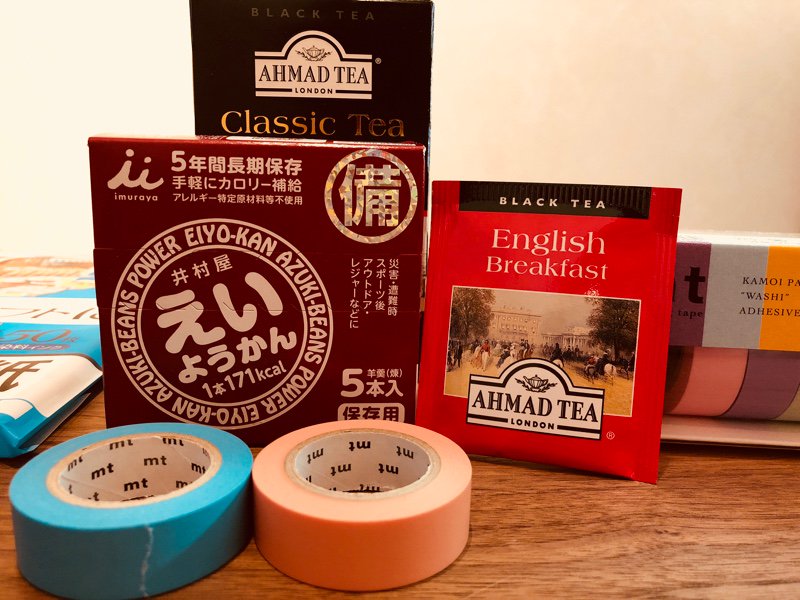 BLACK TEA
AHMAD TEA®
LONDON
Classic Tea
imuraya
5年間長期保存
手軽にカロリー補給
アレルギー特定原材料等不使用
備
AZUKI-BEANS POWER EIYO-KAN AZUKI-BEANS POWER EIYO-KAN
井村屋
えい
ようかん
1本171kcal
災害・遭難時
スポーツ後
アウトドア・
レジャーなどに
羊羹(煉)
5本入
保存用
BLACK TEA
English
Breakfast
AHMAD TEA®
LONDON
t
tape
KAMOI PA
"WASHI"
ADHESIVE
mt mt mt mt mt
mt mt mt mt